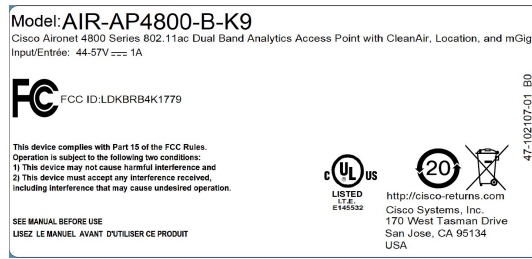 Model:AIR-AP4800-B-K9
Cisco Aironet 4800 Series 802.11ac Dual Band Analytics Access Point with CleanAir, Location, and mGig
Input/Entrée: 44-57V 1A
FC
FCC ID:LDKBRB4K1779
This device complies with Part 15 of the FCC Rules.
Operation is subject to the following two conditions:
1) This device may not cause harmful interference and
2) This device must accept any interference received,
including interference that may cause undesired operation.
SEE MANUAL BEFORE USE
LISEZ LE MANUEL AVANT D'UTILISER CE PRODUIT
C UL US
LISTED
I.T.E.
E145532
20
http://cisco-returns.com
Cisco Systems, Inc.
170 West Tasman Drive
San Jose, CA 95134
USA
47-102107-01 B0